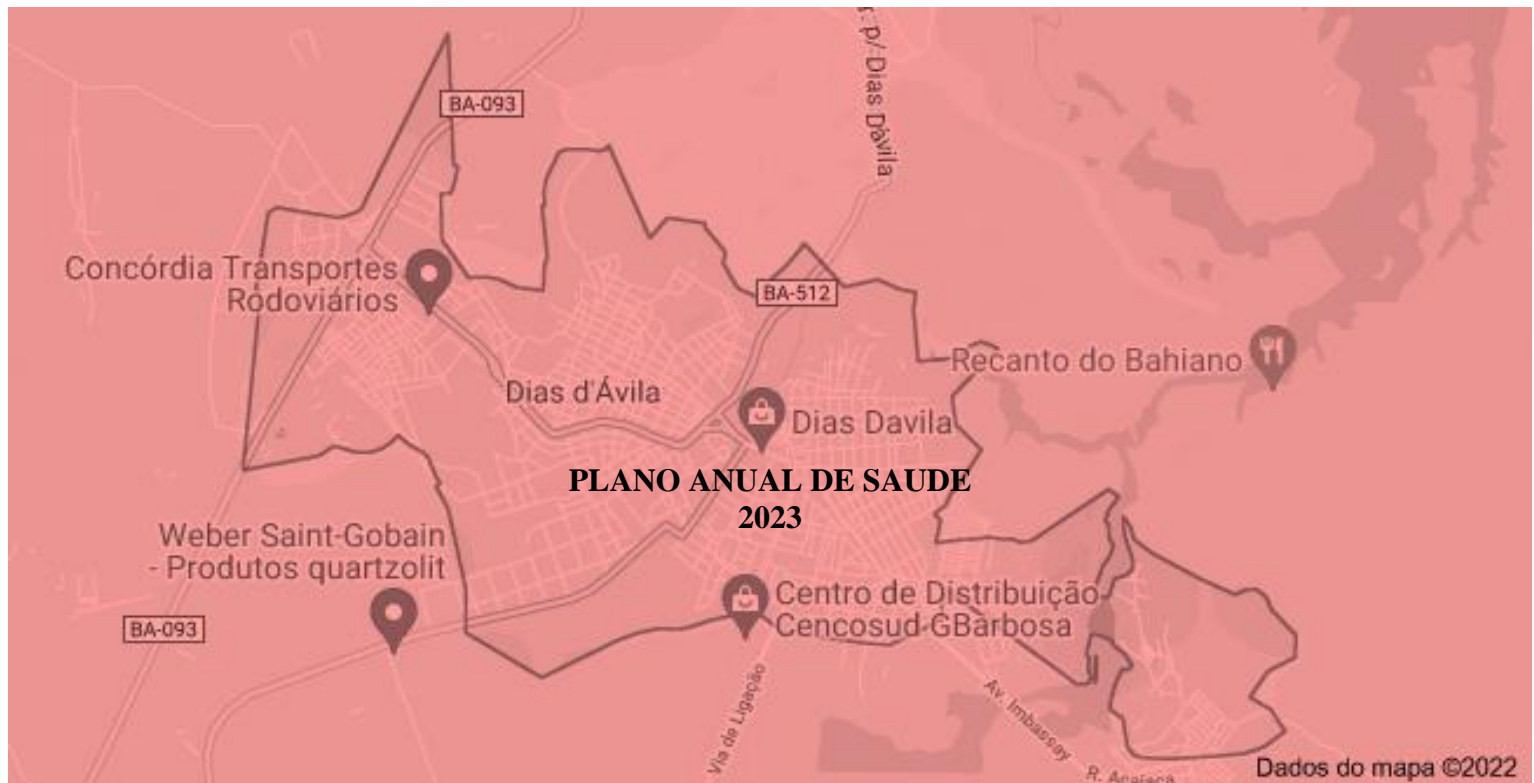 p/ Dias Dàvila
BA-093
Concórdia Transportes
Rodoviários
BA-512
Recanto do Bahiano
Dias d'Ávila
Dias Davila
PLANO ANUAL DE SAUDE
2023
Weber Saint-Gobain
- Produtos quartzolit
Centro de Distribuição
Cencosud GBarbosa
BA-093
Via de Ligação
Av. Imbassay
Dados do mapa ©2022